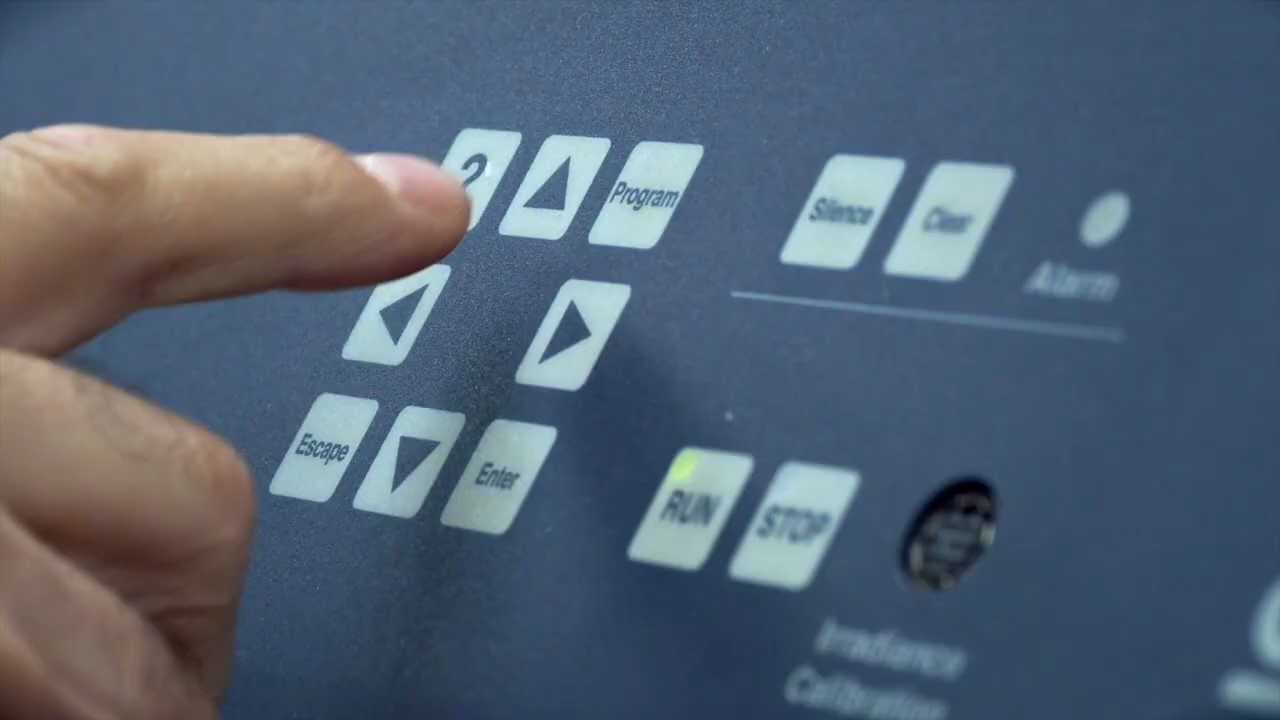 ?
Program
Silence
Clear
Alarm
Escape
Enter
RUN
STOP
Irradiance
Calibration